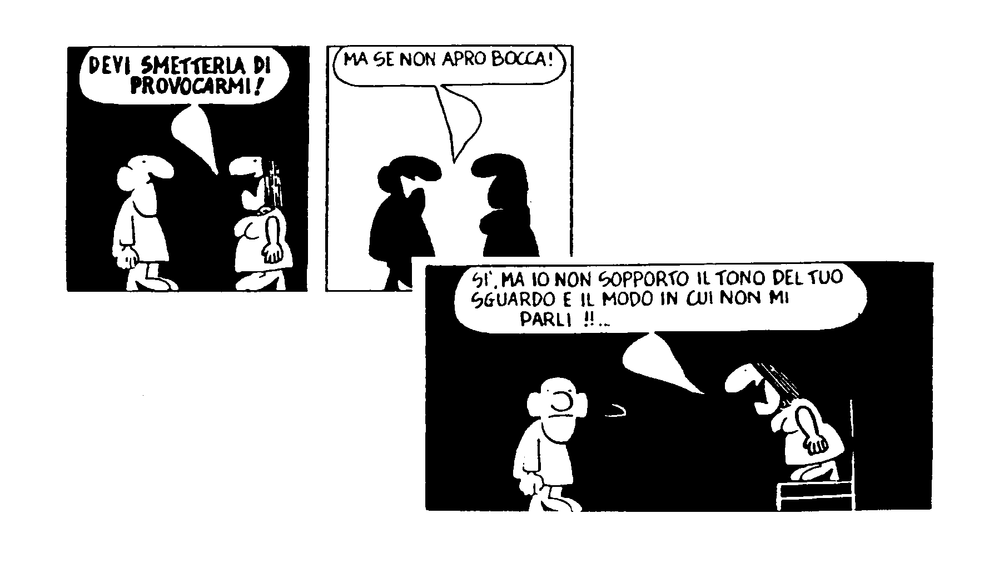 DEVI SMETTERLA DI
PROVOCARMI!
MA SE NON APRO BOCCA!
SI', MA IO NON SOPPORTO IL TONO DEL TUO
SGUARDO E IL MODO IN CUI NON MI
PARLI !!..